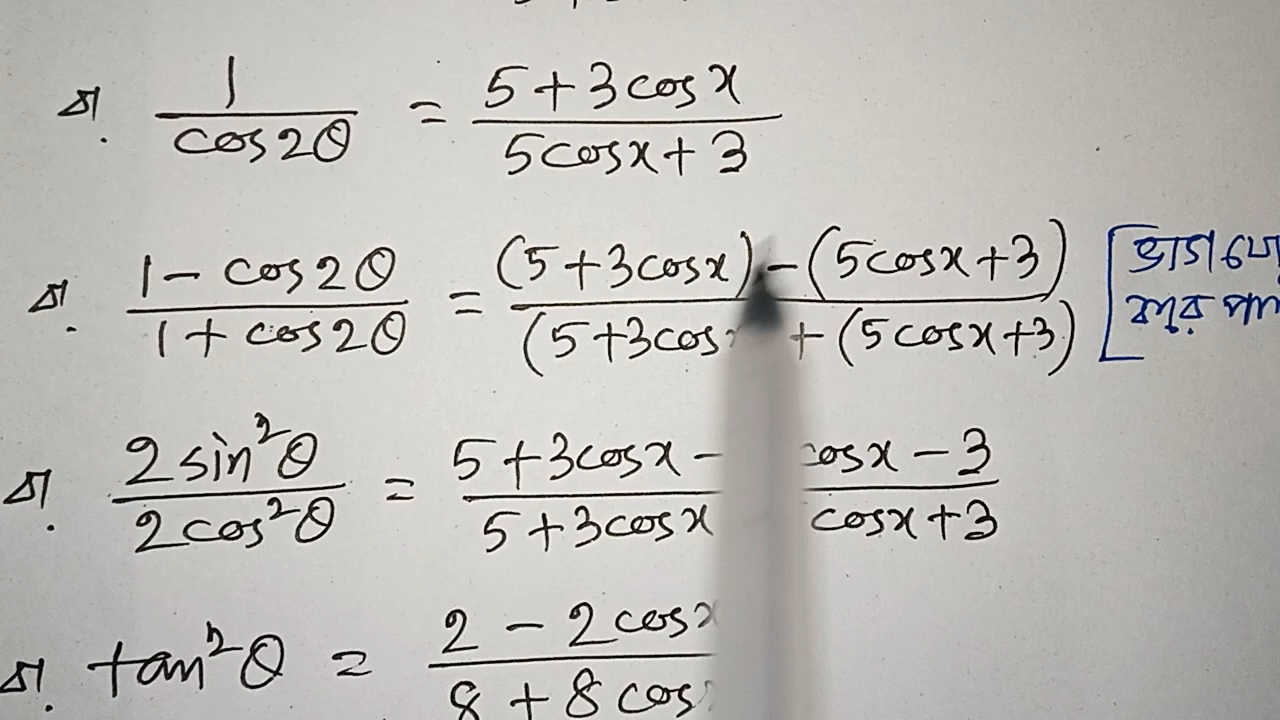 বা. 1/cos2θ = 5+3cosx/5cosx+3
বা. 1-cos2θ/1+cos2θ = (5+3cosx)-(5cosx+3)/(5+3cos + (5cosx+3)
বা. 2sin²θ/2cos²θ = 5+3cosx- cosx-3/5+3cosx cosx+3
বা. tan²θ = 2-2cosx/8+8cos